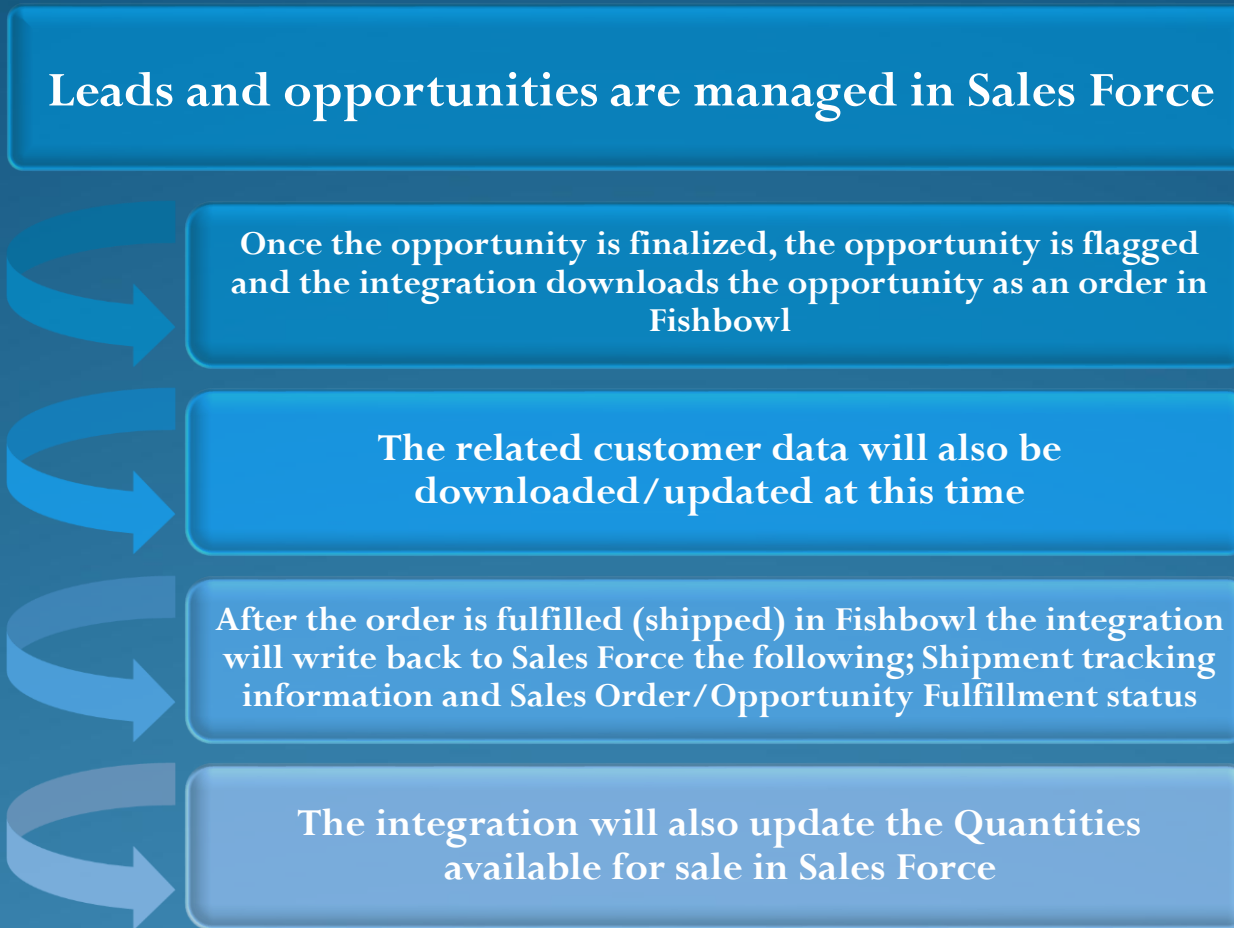 Leads and opportunities are managed in Sales Force
Once the opportunity is finalized, the opportunity is flagged
and the integration downloads the opportunity as an order in
Fishbowl
The related customer data will also be
downloaded/updated at this time
After the order is fulfilled (shipped) in Fishbowl the integration
will write back to Sales Force the following; Shipment tracking
information and Sales Order/Opportunity Fulfillment status
The integration will also update the Quantities
available for sale in Sales Force